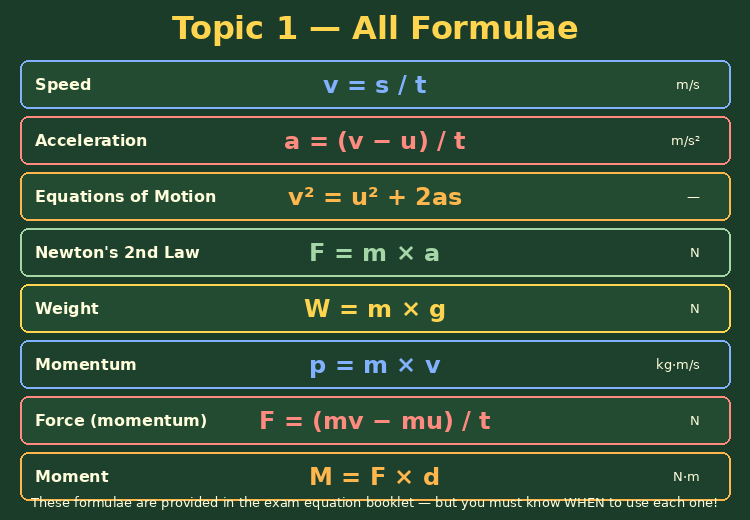 Topic 1 — All Formulae
Speed v = s / t m/s
Acceleration a = (v − u) / t m/s²
Equations of Motion v² = u² + 2as —
Newton's 2nd Law F = m × a N
Weight W = m × g N
Momentum p = m × v kg·m/s
Force (momentum) F = (mv − mu) / t N
Moment M = F × d N·m
These formulae are provided in the exam equation booklet — but you must know WHEN to use each one!